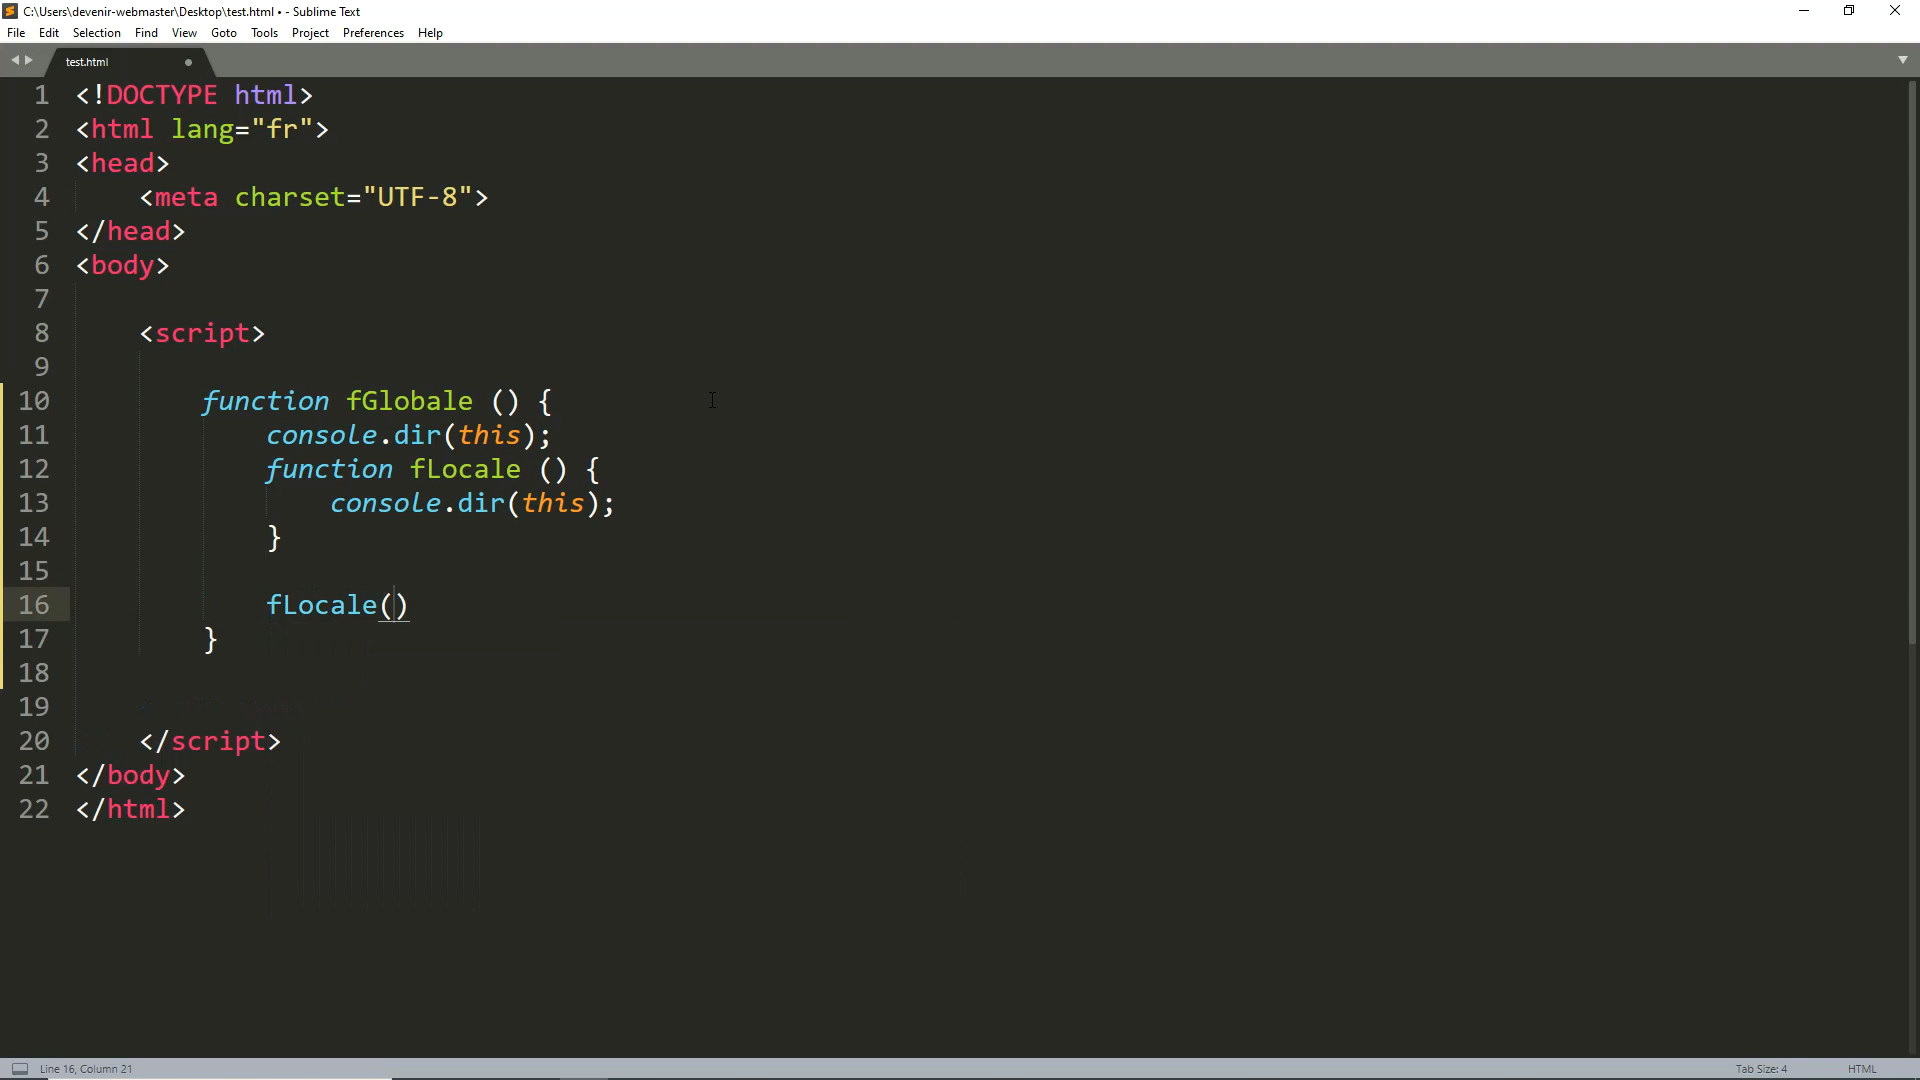 C:\Users\devenir-webmaster\Desktop\test.html • - Sublime Text
File Edit Selection Find View Goto Tools Project Preferences Help
test.html
1 <!DOCTYPE html>
2 <html lang="fr">
3 <head>
4 <meta charset="UTF-8">
5 </head>
6 <body>
7
8 <script>
9
10 function fGlobale () {
11 console.dir(this);
12 function fLocale () {
13 console.dir(this);
14 }
15
16 fLocale()
17 }
18
19
20 </script>
21 </body>
22 </html>
Line 16, Column 21 Tab Size: 4 HTML